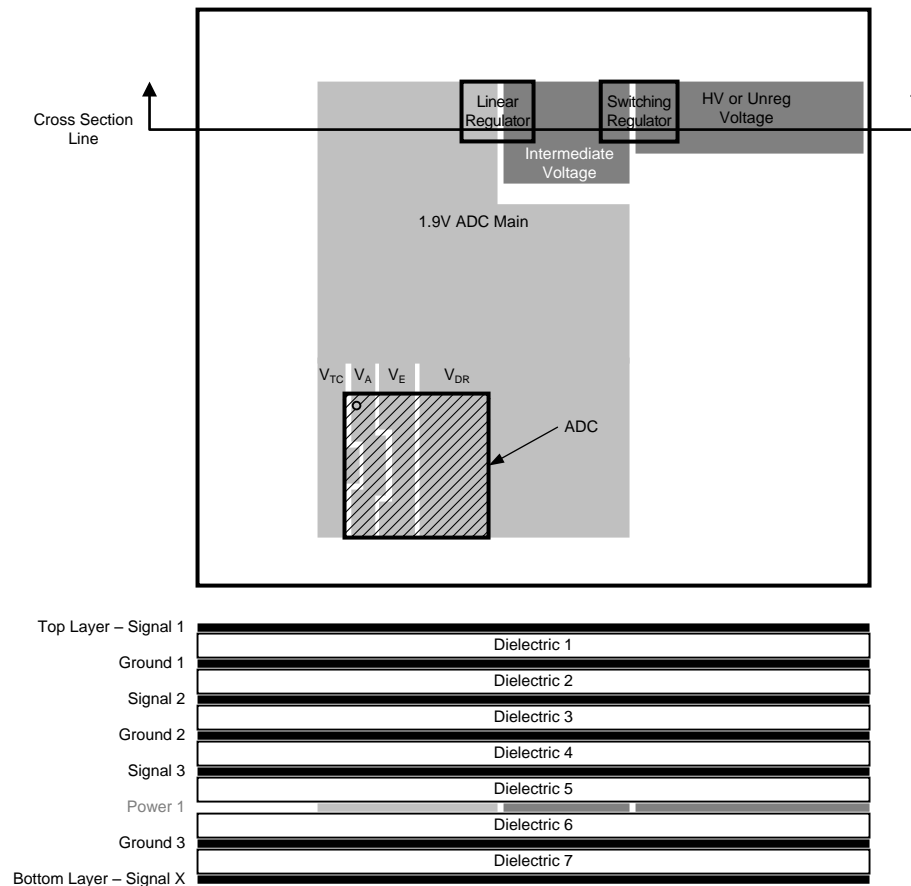 Cross Section
Line
Linear
Regulator
Switching
Regulator
HV or Unreg
Voltage
Intermediate
Voltage
1.9V ADC Main
VTC VA VE VDR
ADC
Top Layer – Signal 1
Dielectric 1
Ground 1
Dielectric 2
Signal 2
Dielectric 3
Ground 2
Dielectric 4
Signal 3
Dielectric 5
Power 1
Dielectric 6
Ground 3
Dielectric 7
Bottom Layer – Signal X